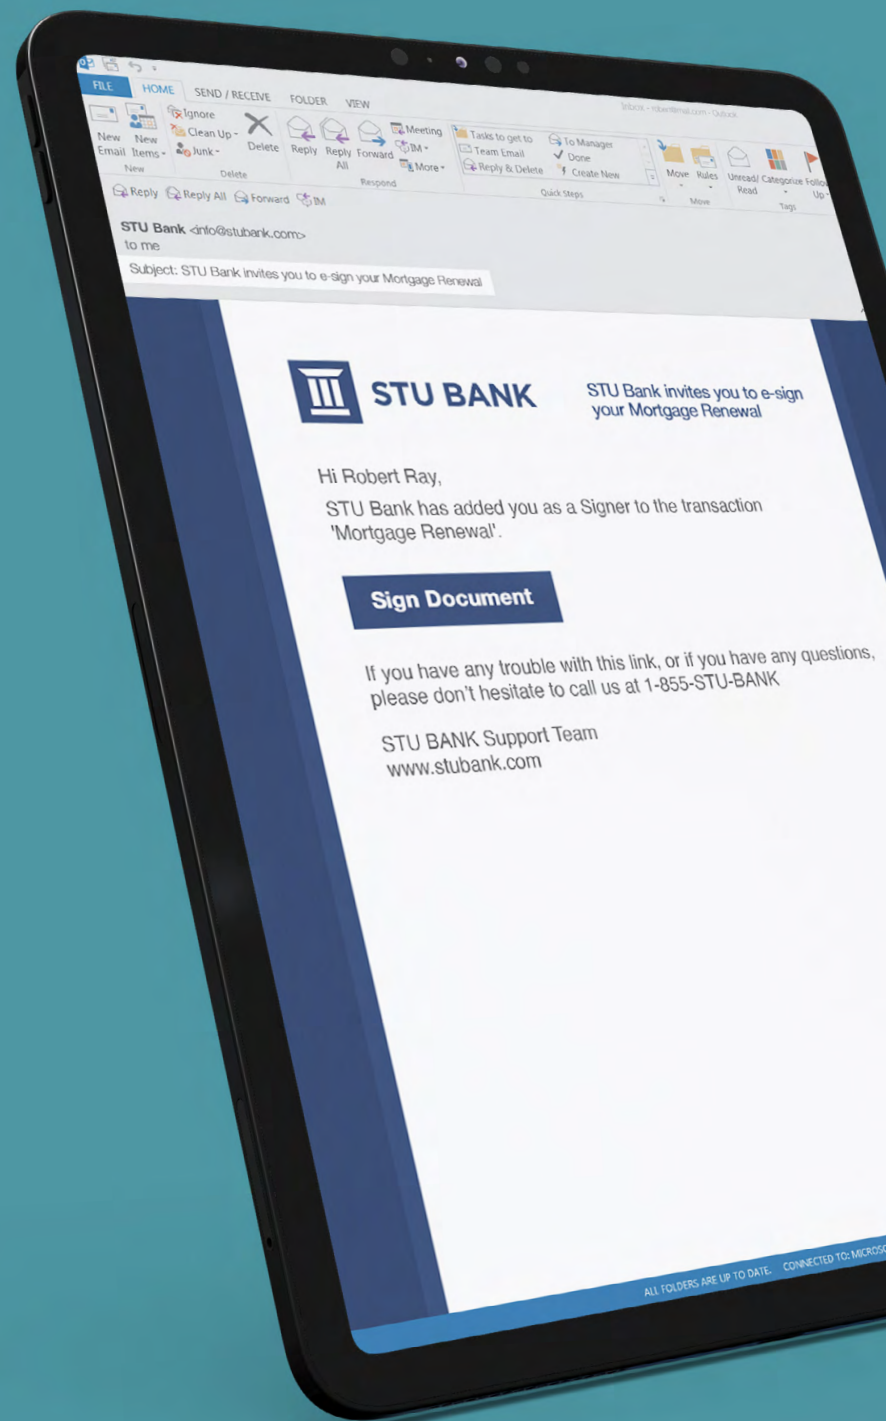 Inbox - robert@mail.com - Outlook
FILE HOME SEND / RECEIVE FOLDER VIEW
New Email
New Items
New
Ignore
Clean Up
Junk
Delete
Delete
Reply
Reply All
Forward
Meeting
IM
More
Respond
Tasks to get to
Team Email
Reply & Delete
To Manager
Done
Create New
Quick Steps
Move
Rules
Move
Unread/ Read
Categorize
Follow Up
Tags
Reply Reply All Forward IM
STU Bank <info@stubank.com>
to me
Subject: STU Bank invites you to e-sign your Mortgage Renewal
STU BANK
STU Bank invites you to e-sign
your Mortgage Renewal
Hi Robert Ray,
STU Bank has added you as a Signer to the transaction
'Mortgage Renewal'.
Sign Document
If you have any trouble with this link, or if you have any questions,
please don't hesitate to call us at 1-855-STU-BANK
STU BANK Support Team
www.stubank.com
ALL FOLDERS ARE UP TO DATE. CONNECTED TO: